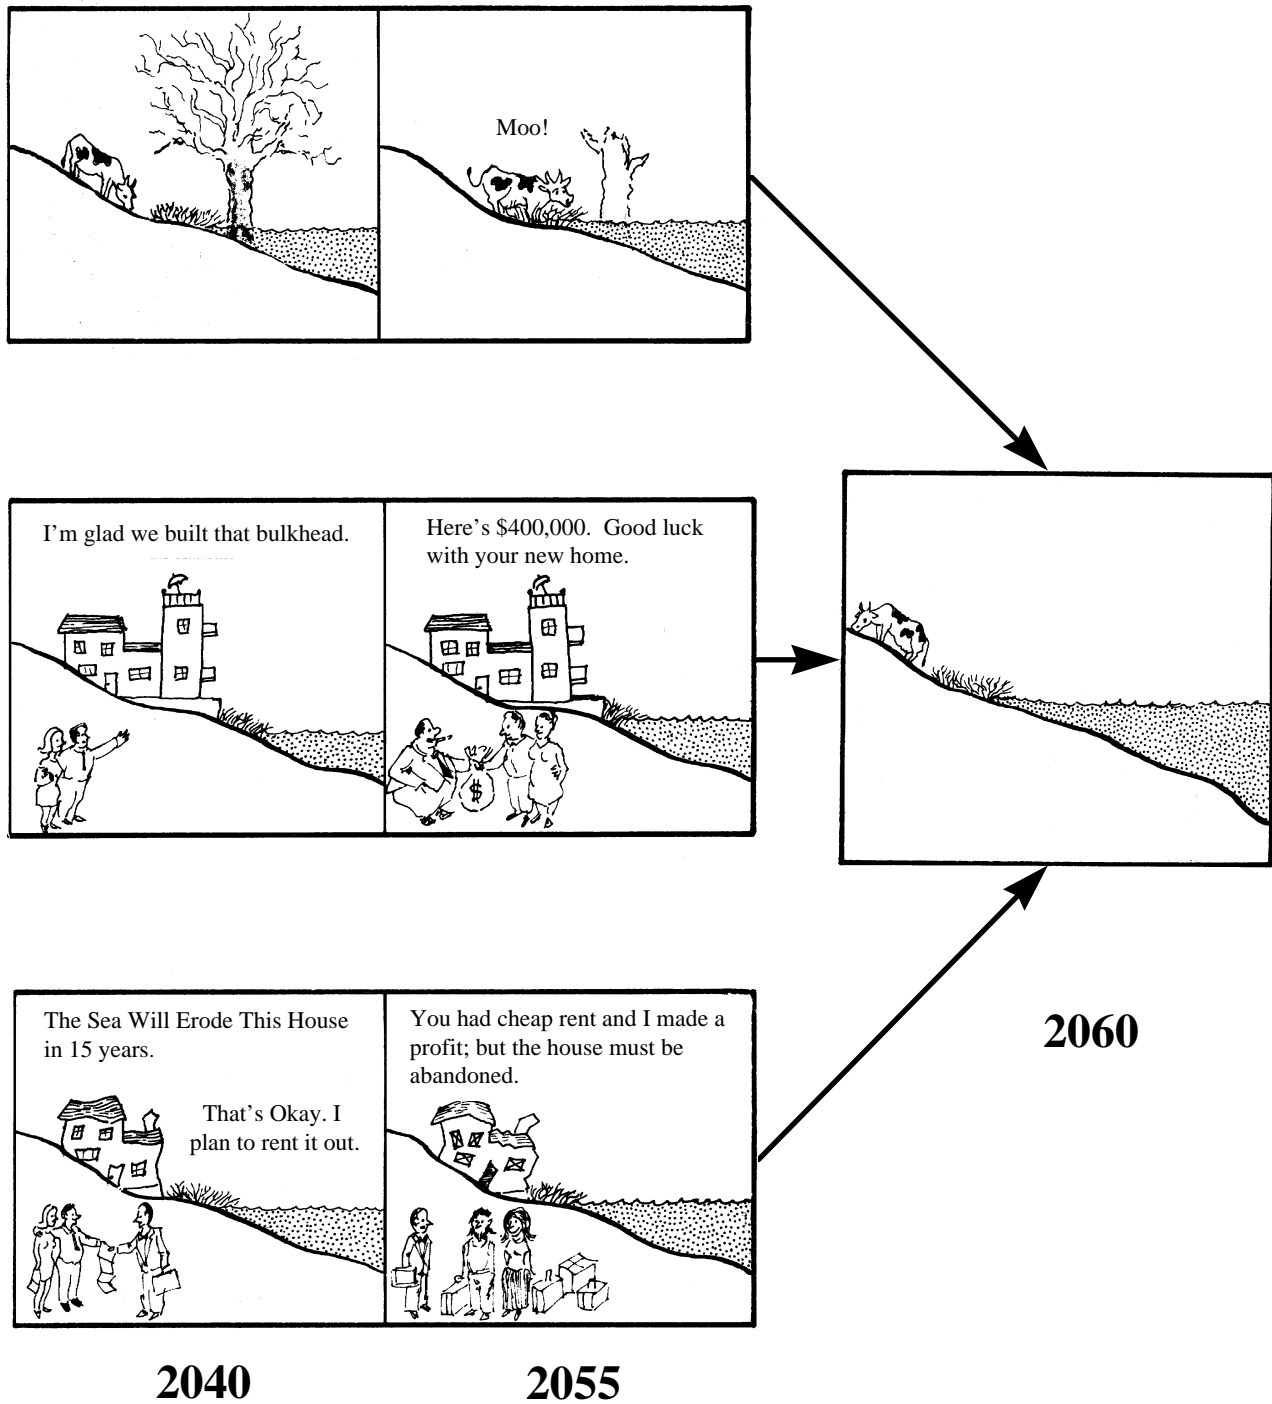 Moo!
I'm glad we built that bulkhead.
Here's $400,000. Good luck
with your new home.
$
The Sea Will Erode This House
in 15 years.
That's Okay. I
plan to rent it out.
You had cheap rent and I made a
profit; but the house must be
abandoned.
2060
2040
2055